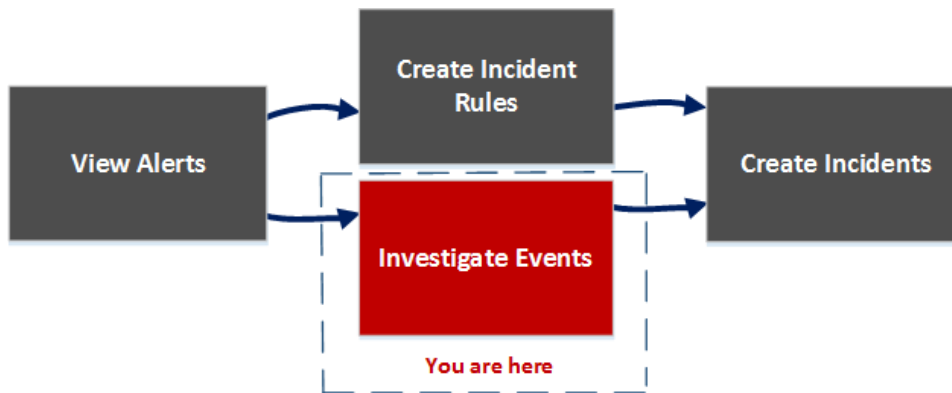 View Alerts
Create Incident
Rules
Investigate Events
You are here
Create Incidents